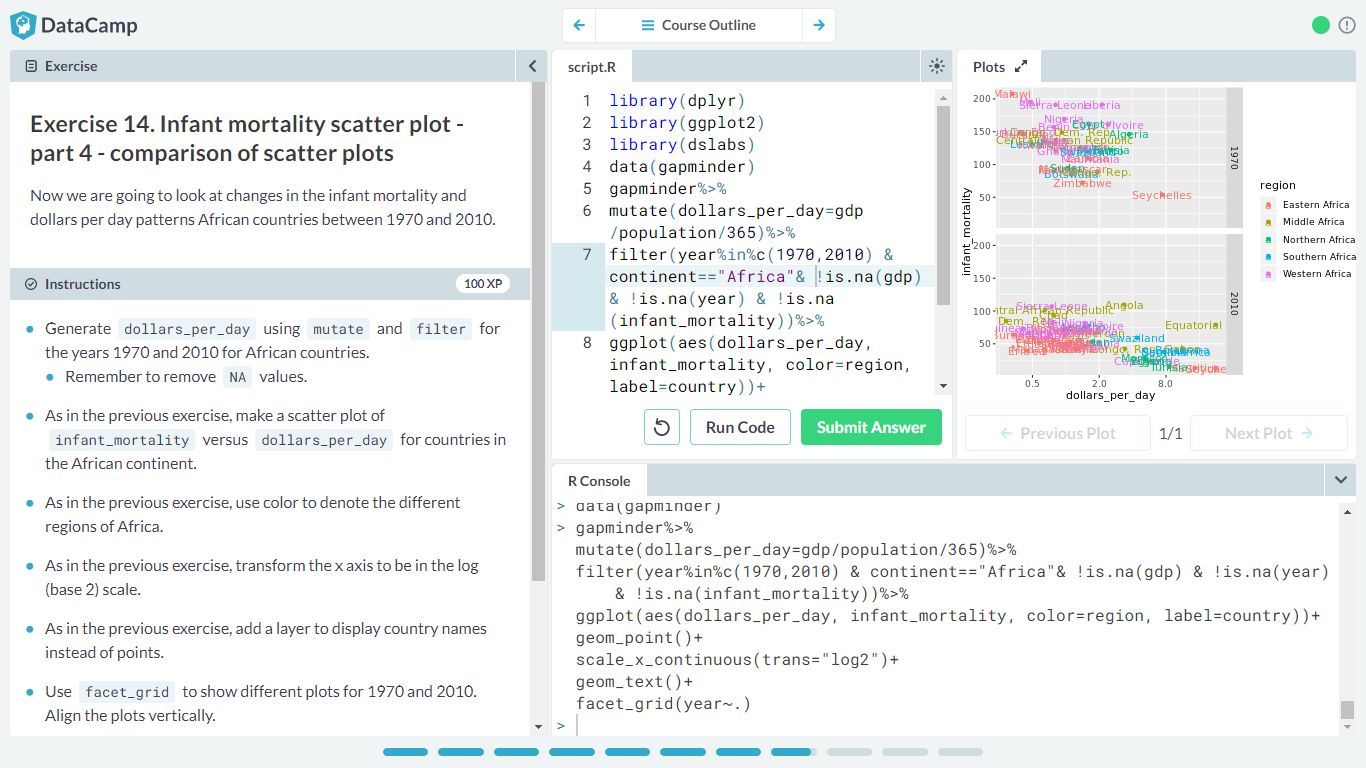 DataCamp
Course Outline
Exercise
Exercise 14. Infant mortality scatter plot -
part 4 - comparison of scatter plots
Now we are going to look at changes in the infant mortality and
dollars per day patterns African countries between 1970 and 2010.
Instructions
100 XP
Generate dollars_per_day using mutate and filter for
the years 1970 and 2010 for African countries.
Remember to remove NA values.
As in the previous exercise, make a scatter plot of
infant_mortality versus dollars_per_day for countries in
the African continent.
As in the previous exercise, use color to denote the different
regions of Africa.
As in the previous exercise, transform the x axis to be in the log
(base 2) scale.
As in the previous exercise, add a layer to display country names
instead of points.
Use facet_grid to show different plots for 1970 and 2010.
Align the plots vertically.
script.R
1 library(dplyr)
2 library(ggplot2)
3 library(dslabs)
4 data(gapminder)
5 gapminder%>%
6 mutate(dollars_per_day=gdp
/population/365)%>%
7 filter(year%in%c(1970,2010) &
continent=="Africa"& !is.na(gdp)
& !is.na(year) & !is.na
(infant_mortality))%>%
8 ggplot(aes(dollars_per_day,
infant_mortality, color=region,
label=country))+
Run Code
Submit Answer
Plots
200
150
100
50
Malawi
Mali
Sierra Leone
Liberia
Nigeria
Benin
Egypt
Algeria
Zimbabwe
Seychelles
1970
infant_mortality
200
150
100
50
Sierra Leone
Angola
Equatorial
Swaziland
2010
0.5
2.0
8.0
dollars_per_day
region
Eastern Africa
Middle Africa
Northern Africa
Southern Africa
Western Africa
Previous Plot
1/1
Next Plot
R Console
> data(gapminder)
> gapminder%>%
mutate(dollars_per_day=gdp/population/365)%>%
filter(year%in%c(1970,2010) & continent=="Africa"& !is.na(gdp) & !is.na(year)
& !is.na(infant_mortality))%>%
ggplot(aes(dollars_per_day, infant_mortality, color=region, label=country))+
geom_point()+
scale_x_continuous(trans="log2")+
geom_text()+
facet_grid(year~.)
>